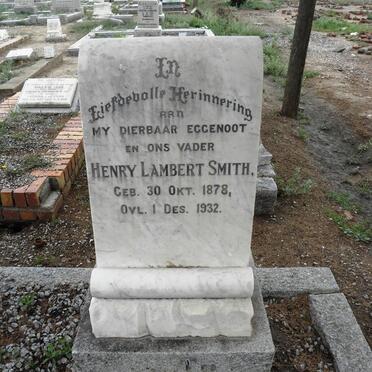 In
Liefdevolle Herinnering
aan
MY DIERBAAR EGGENOOT
EN ONS VADER
HENRY LAMBERT SMITH,
GEB. 30 OKT. 1878,
OVL. 1 DES. 1932.